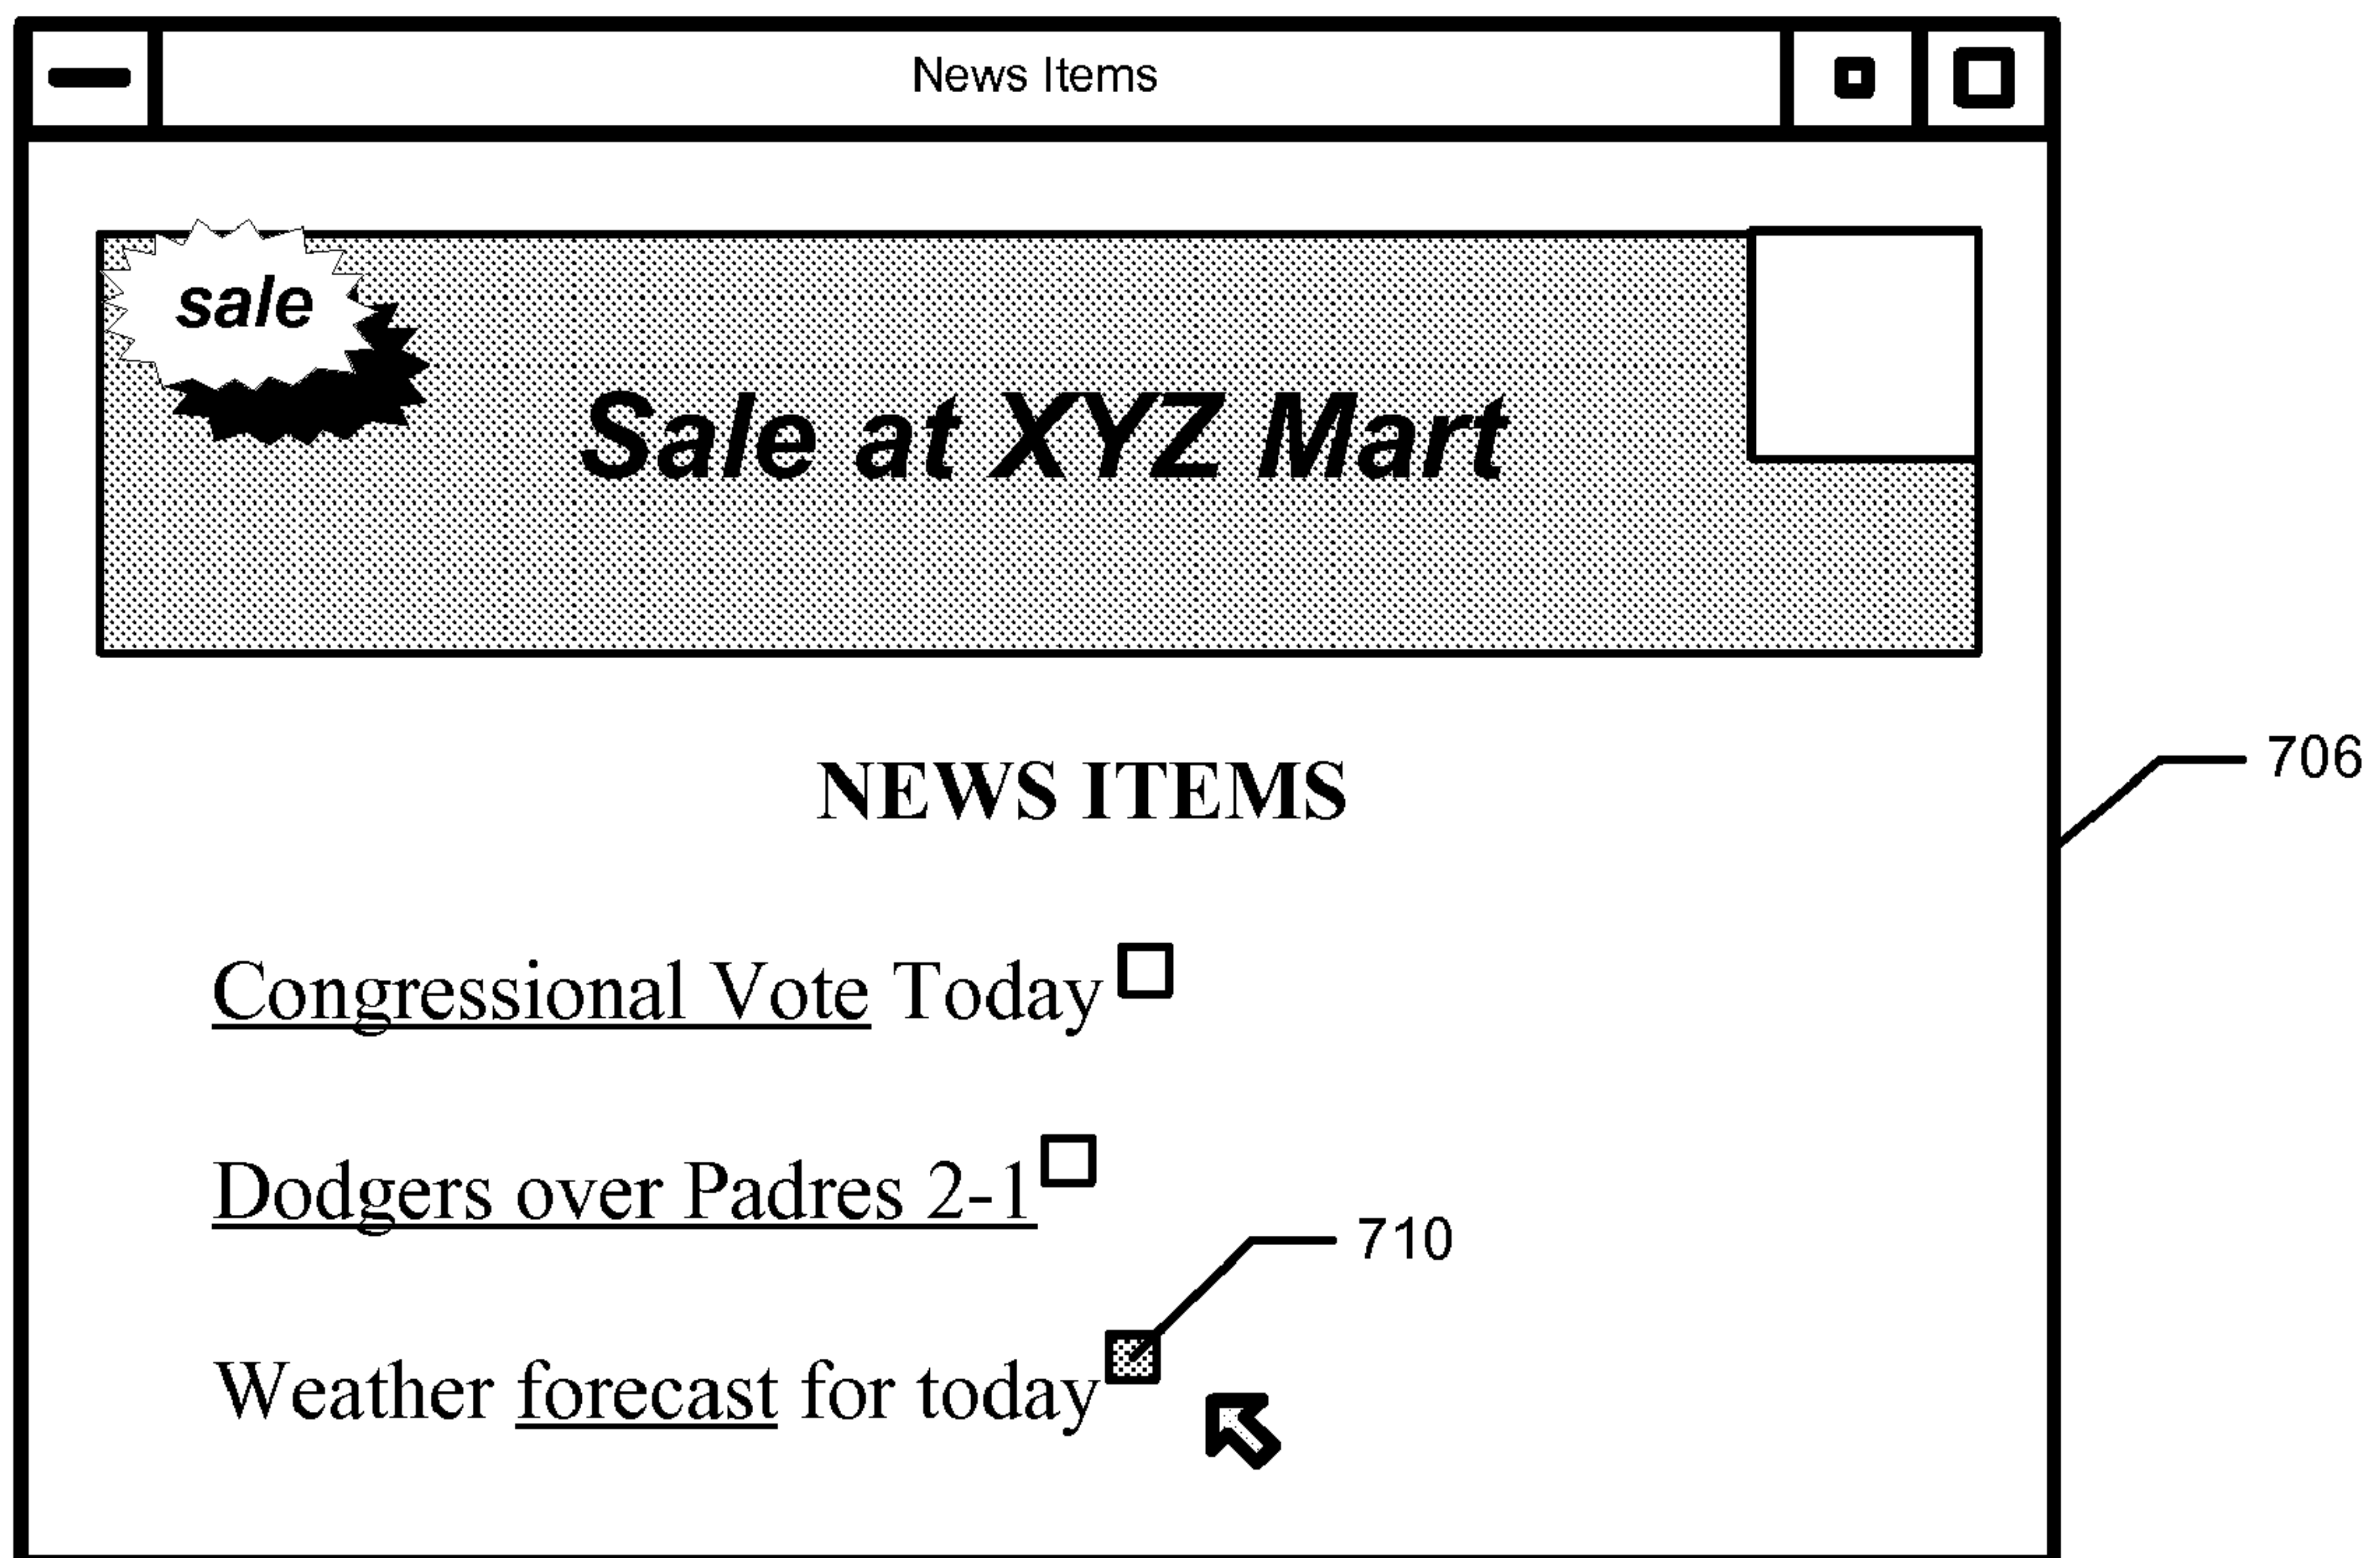 News Items
sale
Sale at XYZ Mart
NEWS ITEMS
706
Congressional Vote Today
Dodgers over Padres 2-1
710
Weather forecast for today